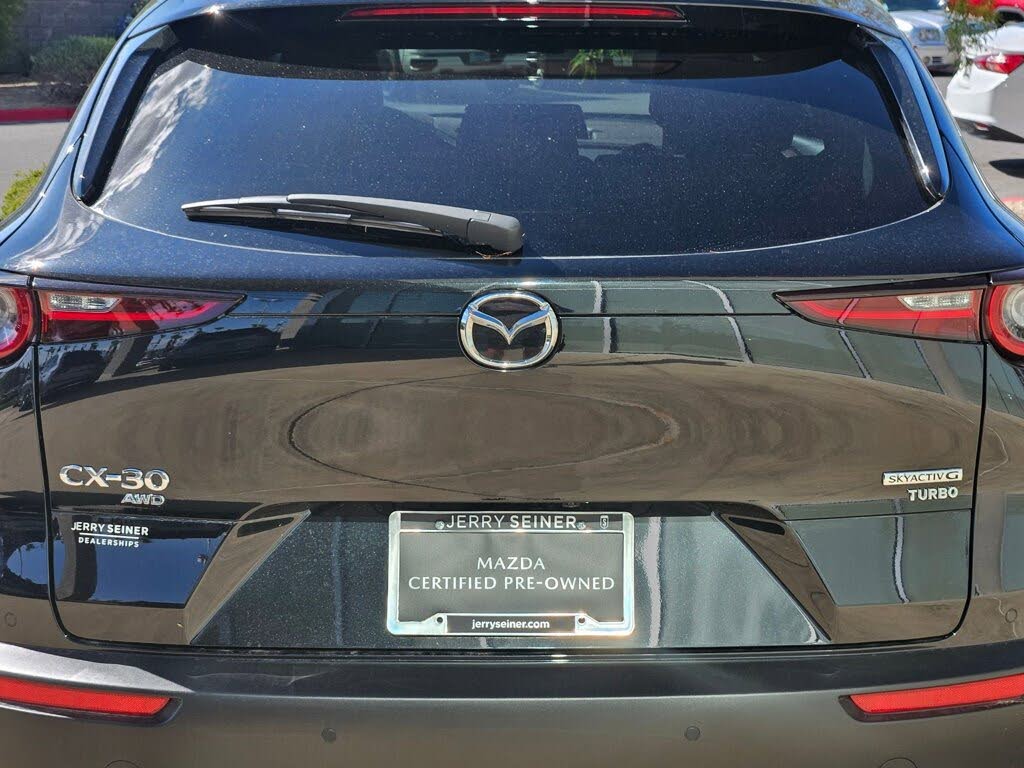 CX-30
AWD
SKYACTIV G
TURBO
JERRY SEINER
DEALERSHIPS
JERRY SEINER
MAZDA
CERTIFIED PRE-OWNED
jerryseiner.com